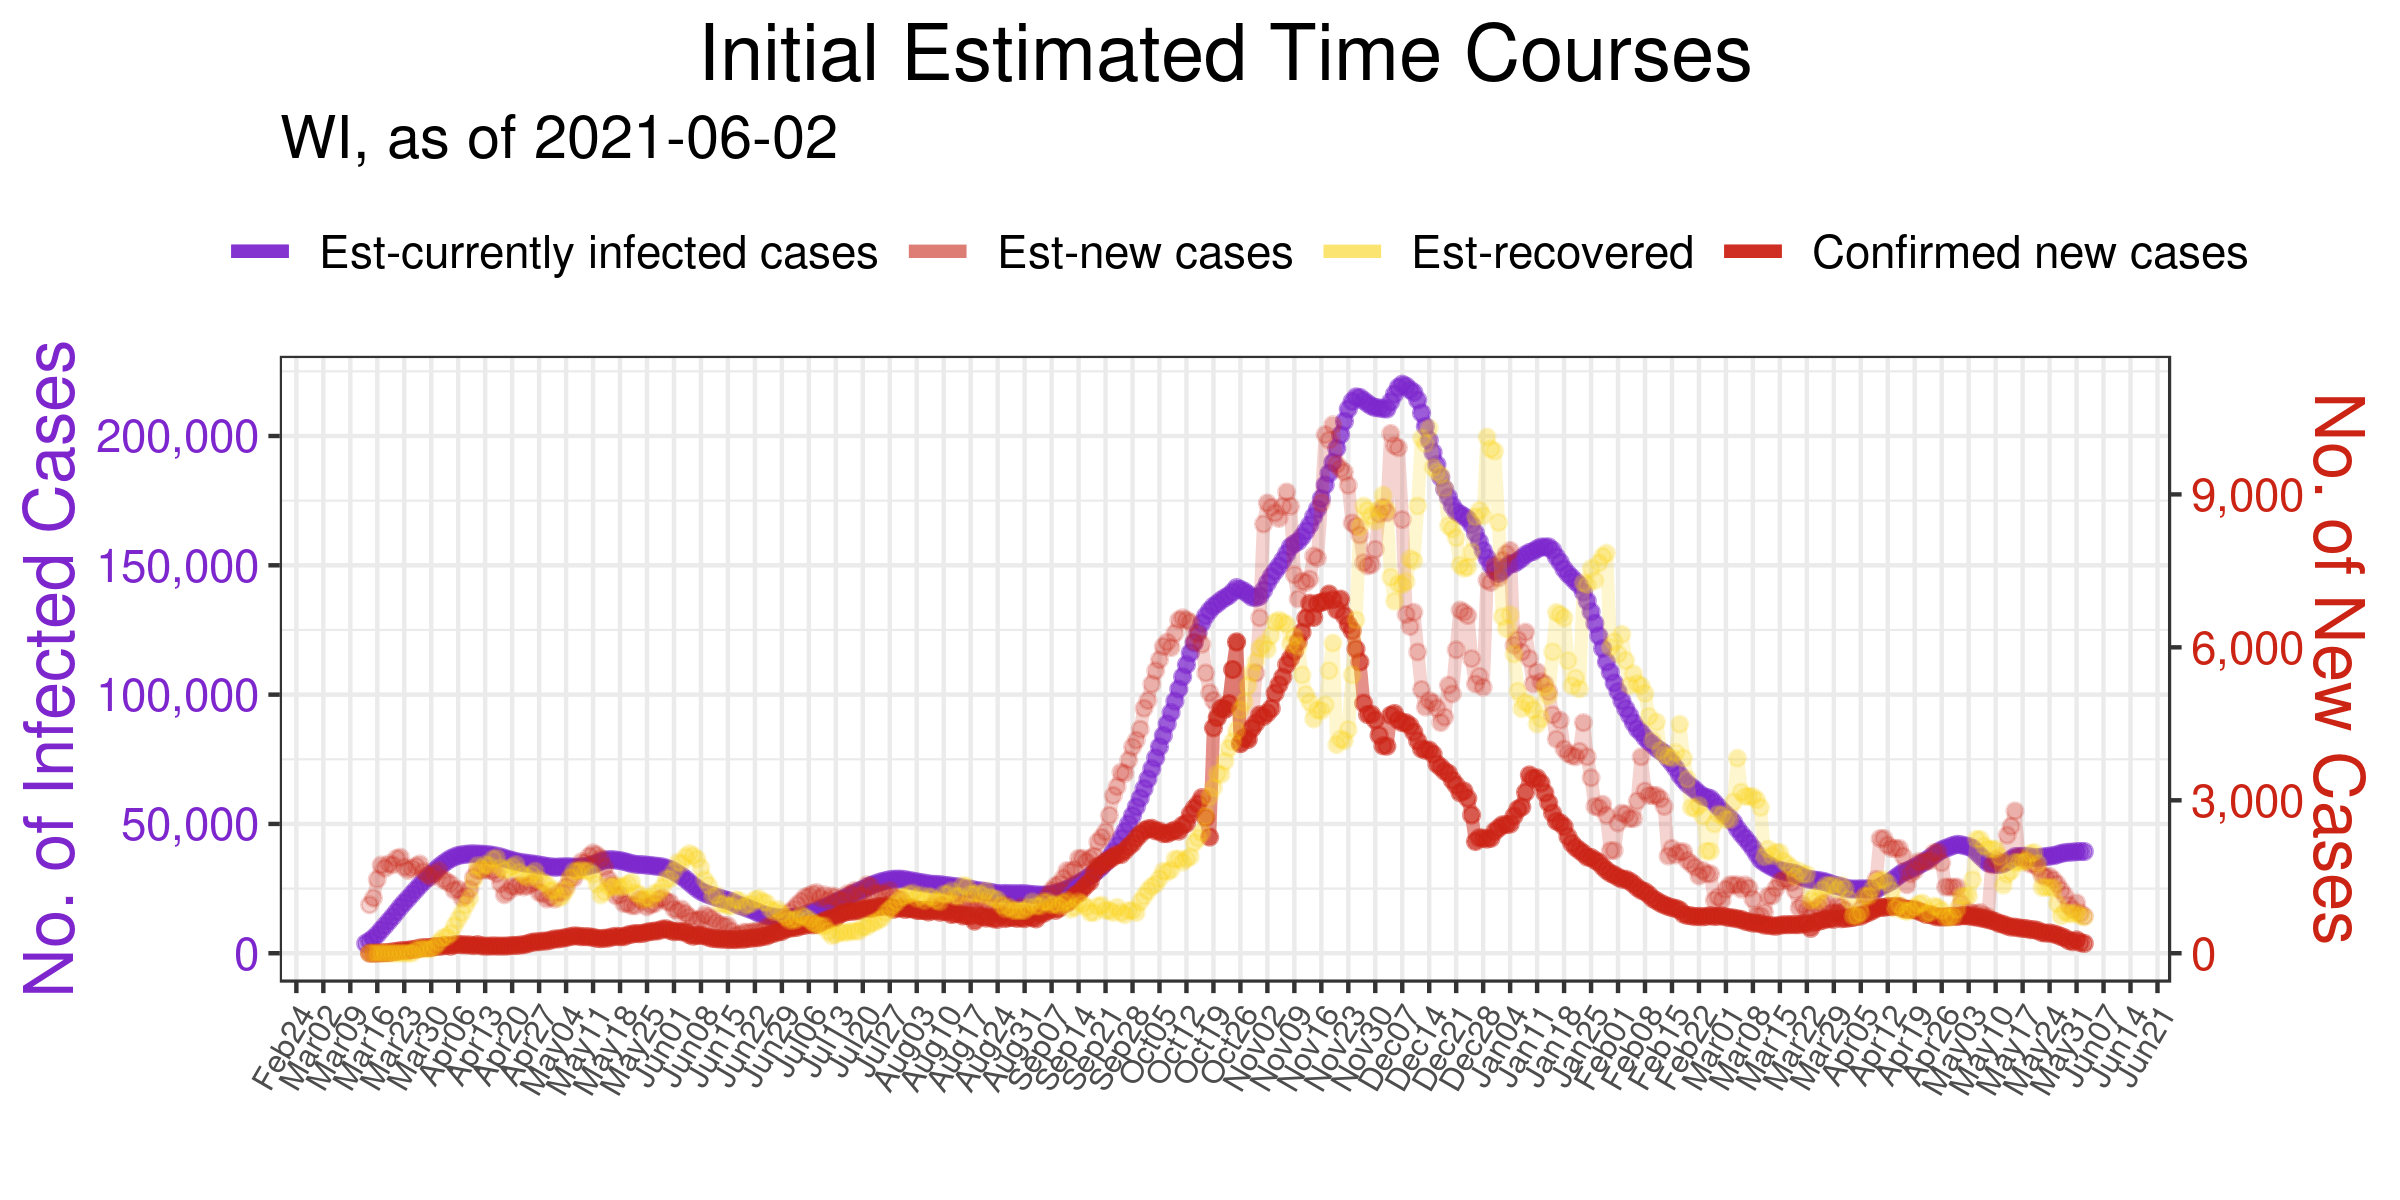 Initial Estimated Time Courses
WI, as of 2021-06-02
Est-currently infected cases
Est-new cases
Est-recovered
Confirmed new cases
No. of Infected Cases
200,000
150,000
100,000
50,000
0
9,000
6,000
3,000
0
No. of New Cases
Feb24
Mar02
Mar09
Mar16
Mar23
Mar30
Apr06
Apr13
Apr20
Apr27
May04
May11
May18
May25
Jun01
Jun08
Jun15
Jun22
Jun29
Jul06
Jul13
Jul20
Jul27
Aug03
Aug10
Aug17
Aug24
Aug31
Sep07
Sep14
Sep21
Sep28
Oct05
Oct12
Oct19
Oct26
Nov02
Nov09
Nov16
Nov23
Nov30
Dec07
Dec14
Dec21
Dec28
Jan04
Jan11
Jan18
Jan25
Feb01
Feb08
Feb15
Feb22
Mar01
Mar08
Mar15
Mar22
Mar29
Apr05
Apr12
Apr19
Apr26
May03
May10
May17
May24
May31
Jun07
Jun14
Jun21